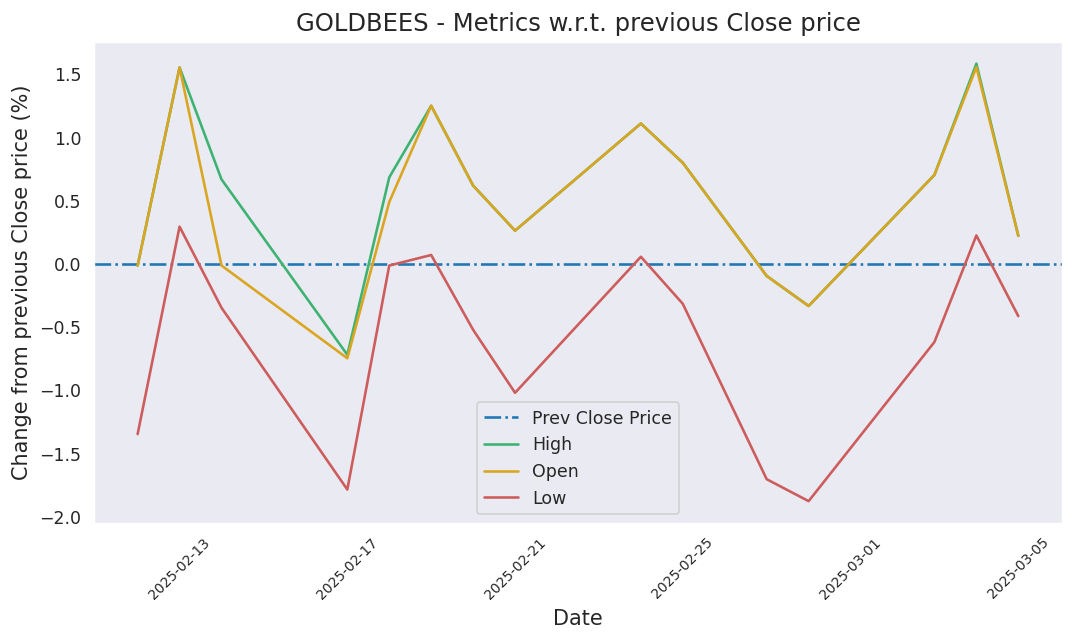 GOLDBEES - Metrics w.r.t. previous Close price
Change from previous Close price (%)
1.5
1.0
0.5
0.0
−0.5
−1.0
−1.5
−2.0
Prev Close Price
High
Open
Low
2025-02-13
2025-02-17
2025-02-21
2025-02-25
2025-03-01
2025-03-05
Date